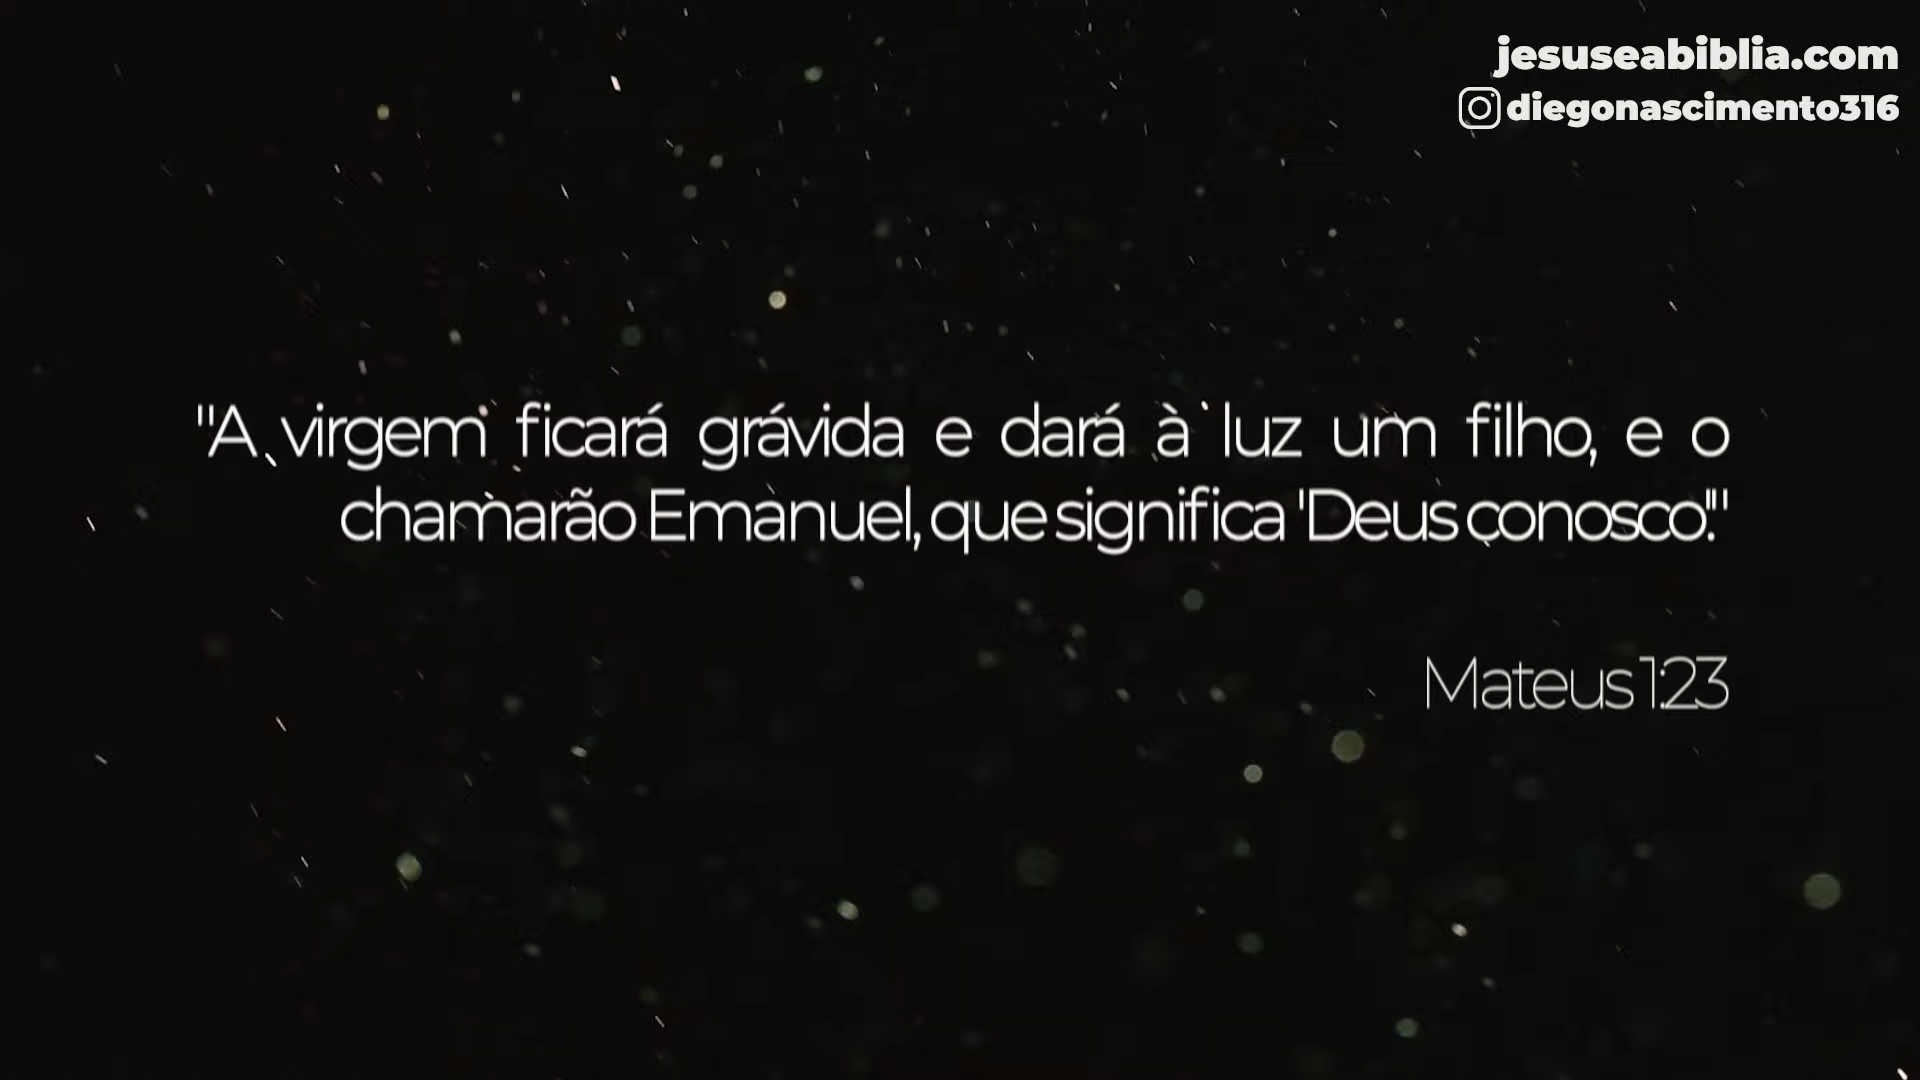 jesuseabiblia.com
diegonascimento316
"A virgem ficará grávida e dará à luz um filho, e o
chamarão Emanuel, que significa 'Deus conosco'."
Mateus 1:23